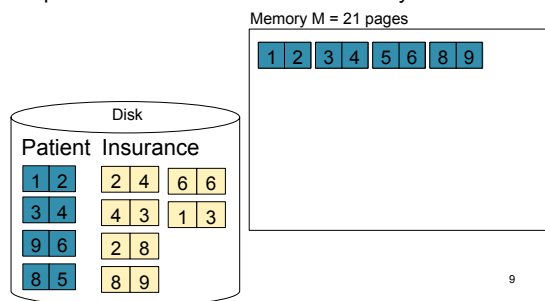 Memory M = 21 pages
1 2 3 4 5 6 8 9
Disk
Patient Insurance
1 2 2 4 6 6
3 4 4 3 1 3
9 6 2 8
8 5 8 9
9